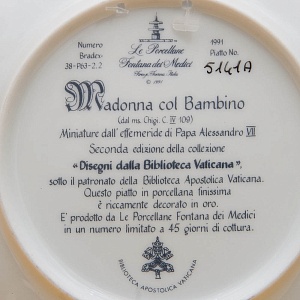 Numero
Bradex:
38-P63-2.2
Le Porcellane
Fontana dei Medici
1991
Piatto No.
5141A
Madonna col Bambino
(dal ms. Chigi. C. IV 109)
Miniature dall'effemeride di Papa Alessandro VII
Seconda edizione della collezione
"Disegni dalla Biblioteca Vaticana",
sotto il patronato della Biblioteca Apostolica Vaticana.
Questo piatto in porcellana finissima
è riccamente decorato in oro.
E' prodotto da Le Porcellane Fontana dei Medici
in un numero limitato a 45 giorni di cottura.
BIBLIOTECA APOSTOLICA VATICANA